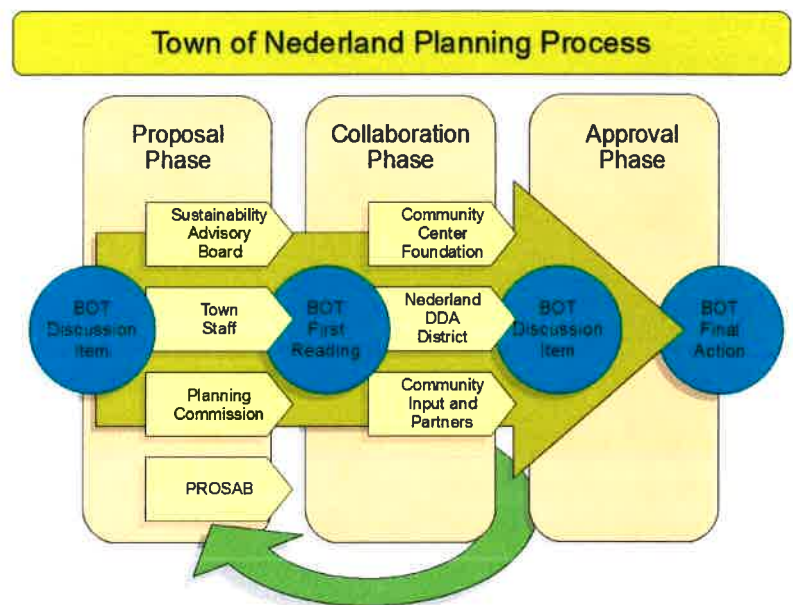 Town of Nederland Planning Process
Proposal
Phase
Collaboration
Phase
Approval
Phase
Sustainability
Advisory
Board
Community
Center
Foundation
BOT
Discussion
Item
Town
Staff
BOT
First
Reading
Nederland
DDA
District
BOT
Discussion
Item
BOT
Final
Action
Planning
Commission
Community
Input and
Partners
PROSAB